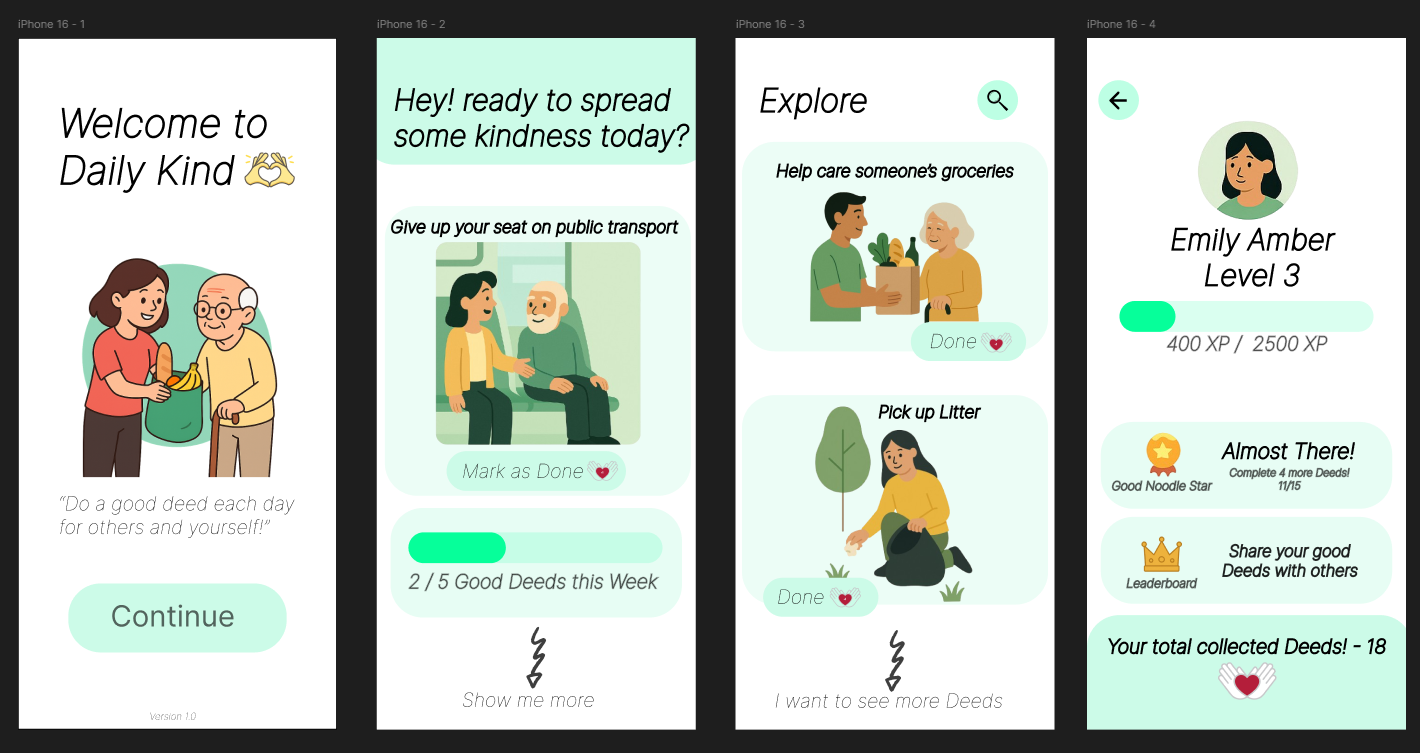 iPhone 16 - 1
Welcome to
Daily Kind
“Do a good deed each day
for others and yourself!”
Continue
Version 1.0
iPhone 16 - 2
Hey! ready to spread
some kindness today?
Give up your seat on public transport
Mark as Done
2 / 5 Good Deeds this Week
Show me more
iPhone 16 - 3
Explore
Help care someone's groceries
Done
Pick up Litter
Done
I want to see more Deeds
iPhone 16 - 4
Emily Amber
Level 3
400 XP / 2500 XP
Good Noodle Star
Almost There!
Complete 4 more Deeds!
11/15
Leaderboard
Share your good
Deeds with others
Your total collected Deeds! - 18